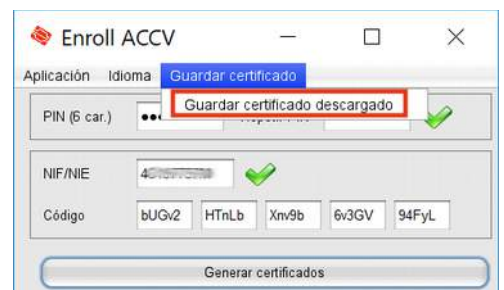 Enroll ACCV
Aplicación Idioma Guardar certificado
Guardar certificado descargado
PIN (6 car.)
NIF/NIE
Código bUGv2 HTnLb Xnv9b 6v3GV 94FyL
Generar certificados